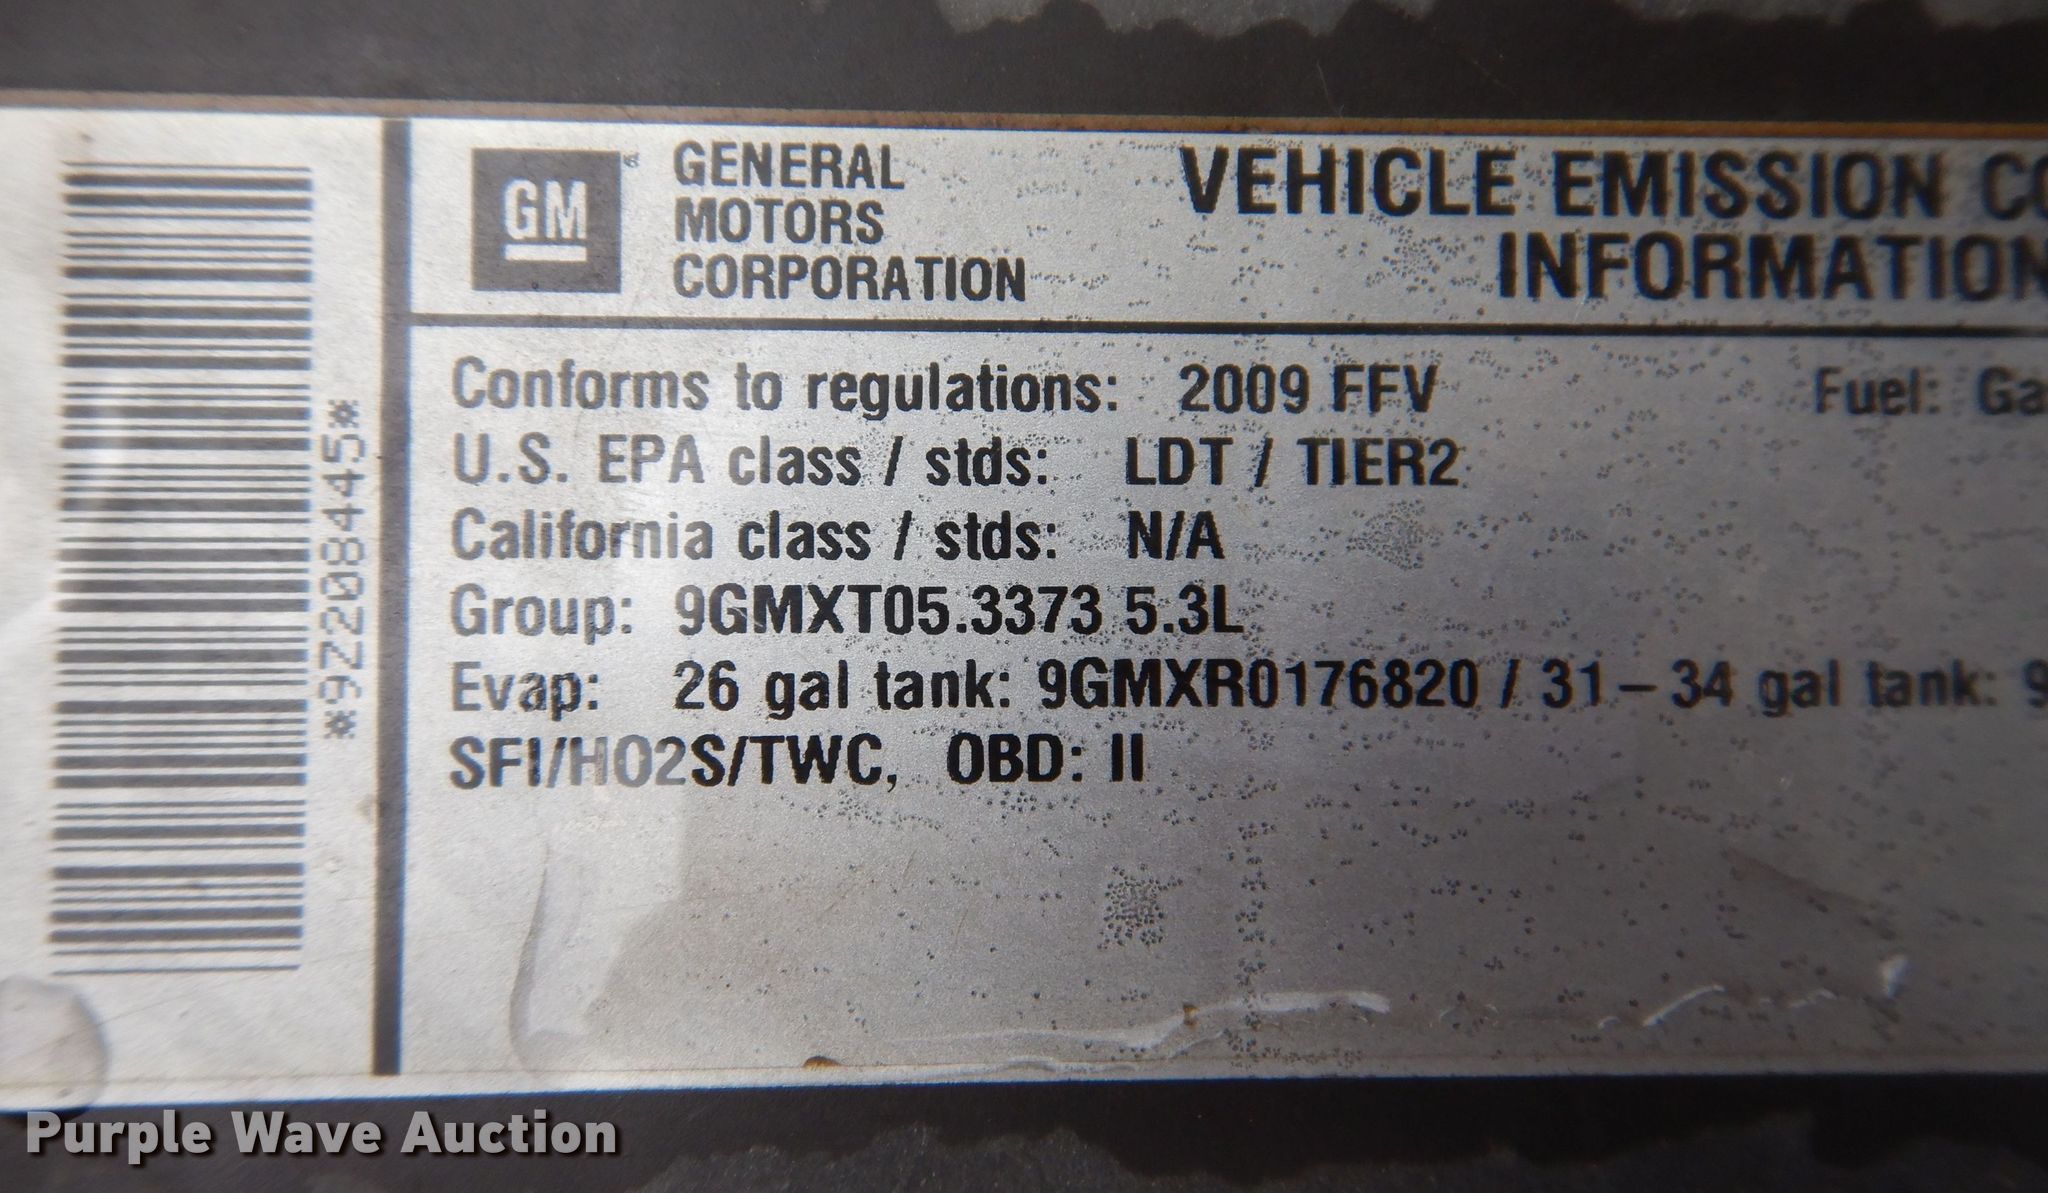 *92208445*
GM
GENERAL
MOTORS
CORPORATION
VEHICLE EMISSION
INFORMATION
Conforms to regulations: 2009 FFV Fuel:
U.S. EPA class / stds: LDT / TIER2
California class / stds: N/A
Group: 9GMXT05.3373 5.3L
Evap: 26 gal tank: 9GMXR0176820 / 31 – 34 gal tank:
SFI/HO2S/TWC, OBD: II
Purple Wave Auction